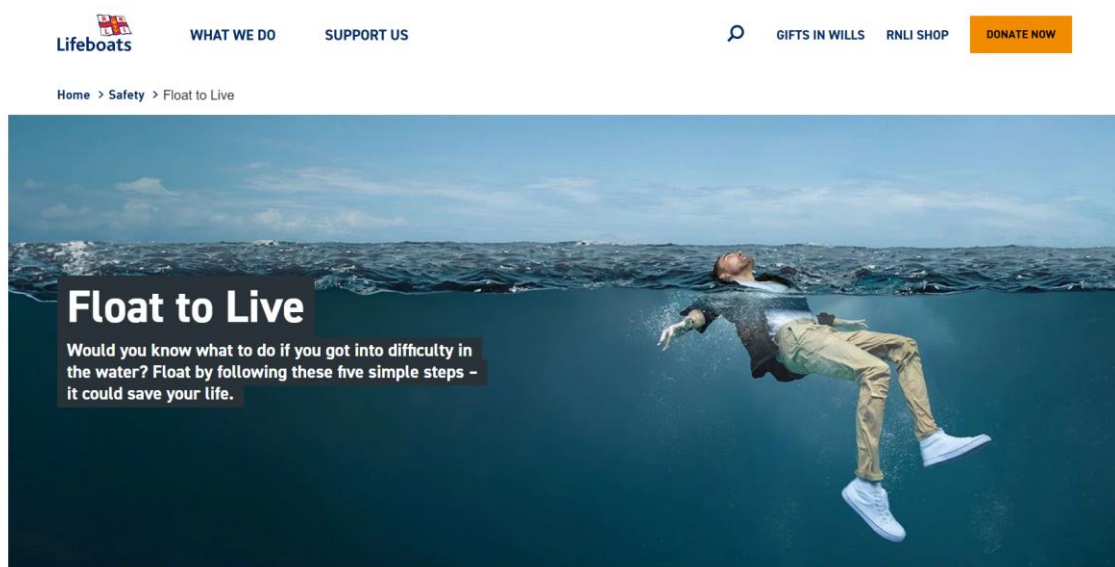 Lifeboats
WHAT WE DO
SUPPORT US
GIFTS IN WILLS
RNLI SHOP
DONATE NOW
Home > Safety > Float to Live
Float to Live
Would you know what to do if you got into difficulty in
the water? Float by following these five simple steps –
it could save your life.